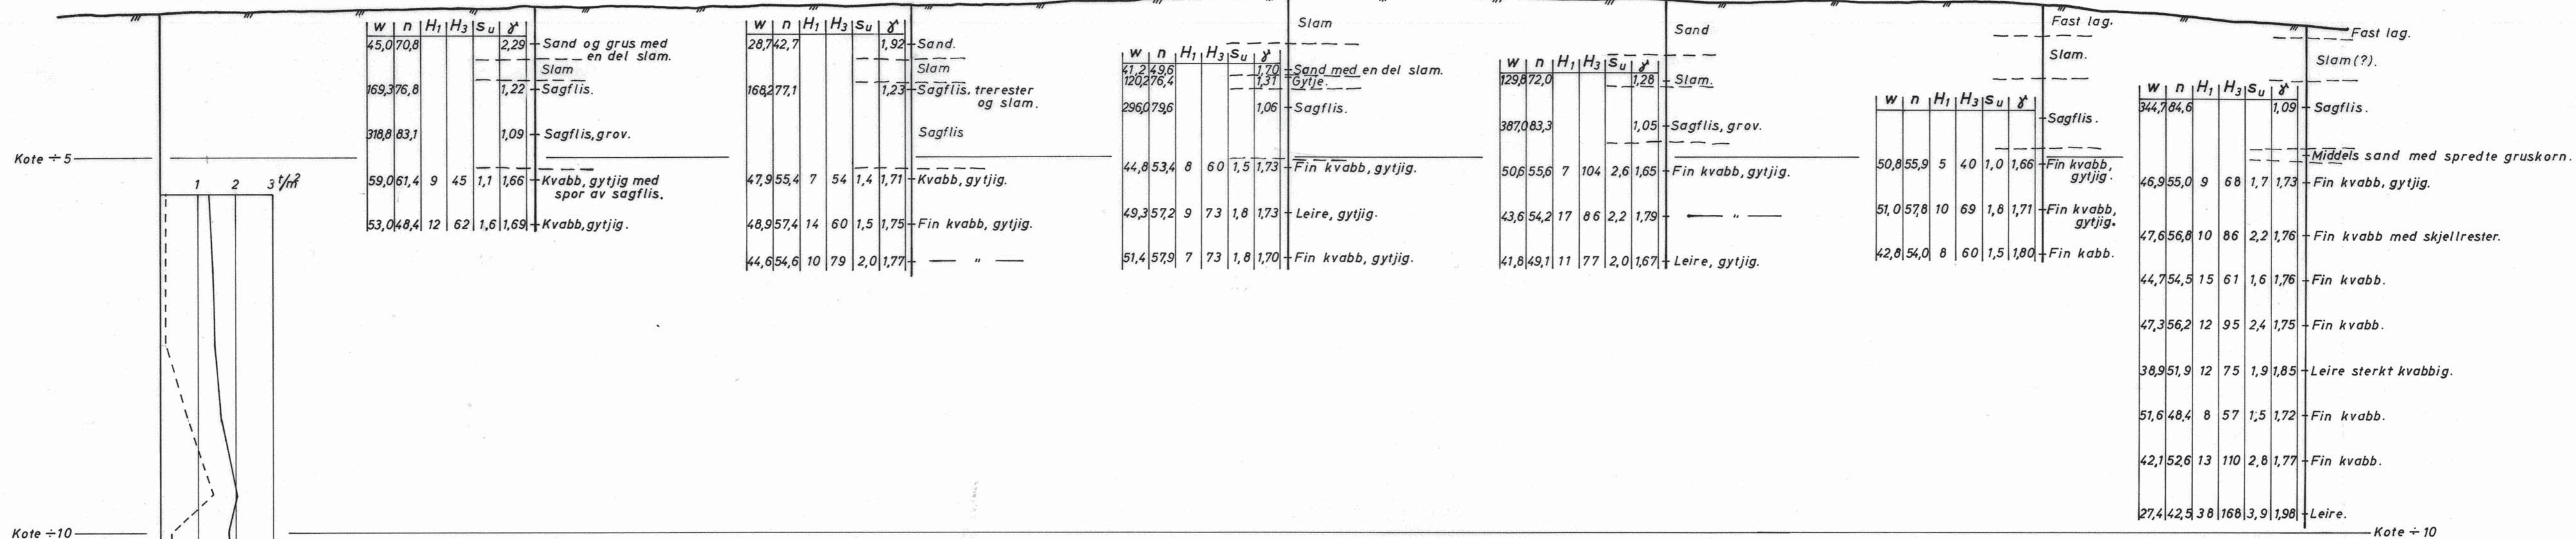 w n H1 H3 su γ
45,0 70,8 2,29 Sand og grus med
en del slam.
Slam
169,3 76,8 1,22 Sagflis.
318,8 83,1 1,09 Sagflis, grov.
59,0 61,4 9 45 1,1 1,66 Kvabb, gytjig med
spor av sagflis.
53,0 48,4 12 62 1,6 1,69 Kvabb, gytjig.
Kote ÷ 5
1 2 3 t/m²
Kote ÷ 10
w n H1 H3 su γ
28,7 42,7 1,92 Sand.
Slam
168,2 77,1 1,23 Sagflis, trerester
og slam.
Sagflis
47,9 55,4 7 54 1,4 1,71 Kvabb, gytjig.
48,9 57,4 14 60 1,5 1,75 Fin kvabb, gytjig.
44,6 54,6 10 79 2,0 1,77 — " —
Slam
w n H1 H3 su γ
41,2 49,6 1,70 Sand med en del slam.
120,2 76,4 1,31 Gytje.
296,0 79,6 1,06 Sagflis.
44,8 53,4 8 60 1,5 1,73 Fin kvabb, gytjig.
49,3 57,2 9 73 1,8 1,73 Leire, gytjig.
51,4 57,9 7 73 1,8 1,70 Fin kvabb, gytjig.
Sand
w n H1 H3 su γ
129,8 72,0 1,28 Slam.
387,0 83,3 1,05 Sagflis, grov.
50,6 55,6 7 104 2,6 1,65 Fin kvabb, gytjig.
43,6 54,2 17 86 2,2 1,79 — " —
41,8 49,1 11 77 2,0 1,67 Leire, gytjig.
Fast lag.
Slam.
w n H1 H3 su γ
Sagflis.
50,8 55,9 5 40 1,0 1,66 Fin kvabb,
gytjig.
51,0 57,8 10 69 1,8 1,71 Fin kvabb,
gytjig.
42,8 54,0 8 60 1,5 1,80 Fin kabb.
Fast lag.
Slam (?).
w n H1 H3 su γ
344,7 84,6 1,09 Sagflis.
Middels sand med spredte gruskorn.
46,9 55,0 9 68 1,7 1,73 Fin kvabb, gytjig.
47,6 56,8 10 86 2,2 1,76 Fin kvabb med skjellrester.
44,7 54,5 15 61 1,6 1,76 Fin kvabb.
47,3 56,2 12 95 2,4 1,75 Fin kvabb.
38,9 51,9 12 75 1,9 1,85 Leire sterkt kvabbig.
51,6 48,4 8 57 1,5 1,72 Fin kvabb.
42,1 52,6 13 110 2,8 1,77 Fin kvabb.
27,4 42,5 38 168 3,9 1,98 Leire.
Kote ÷ 10